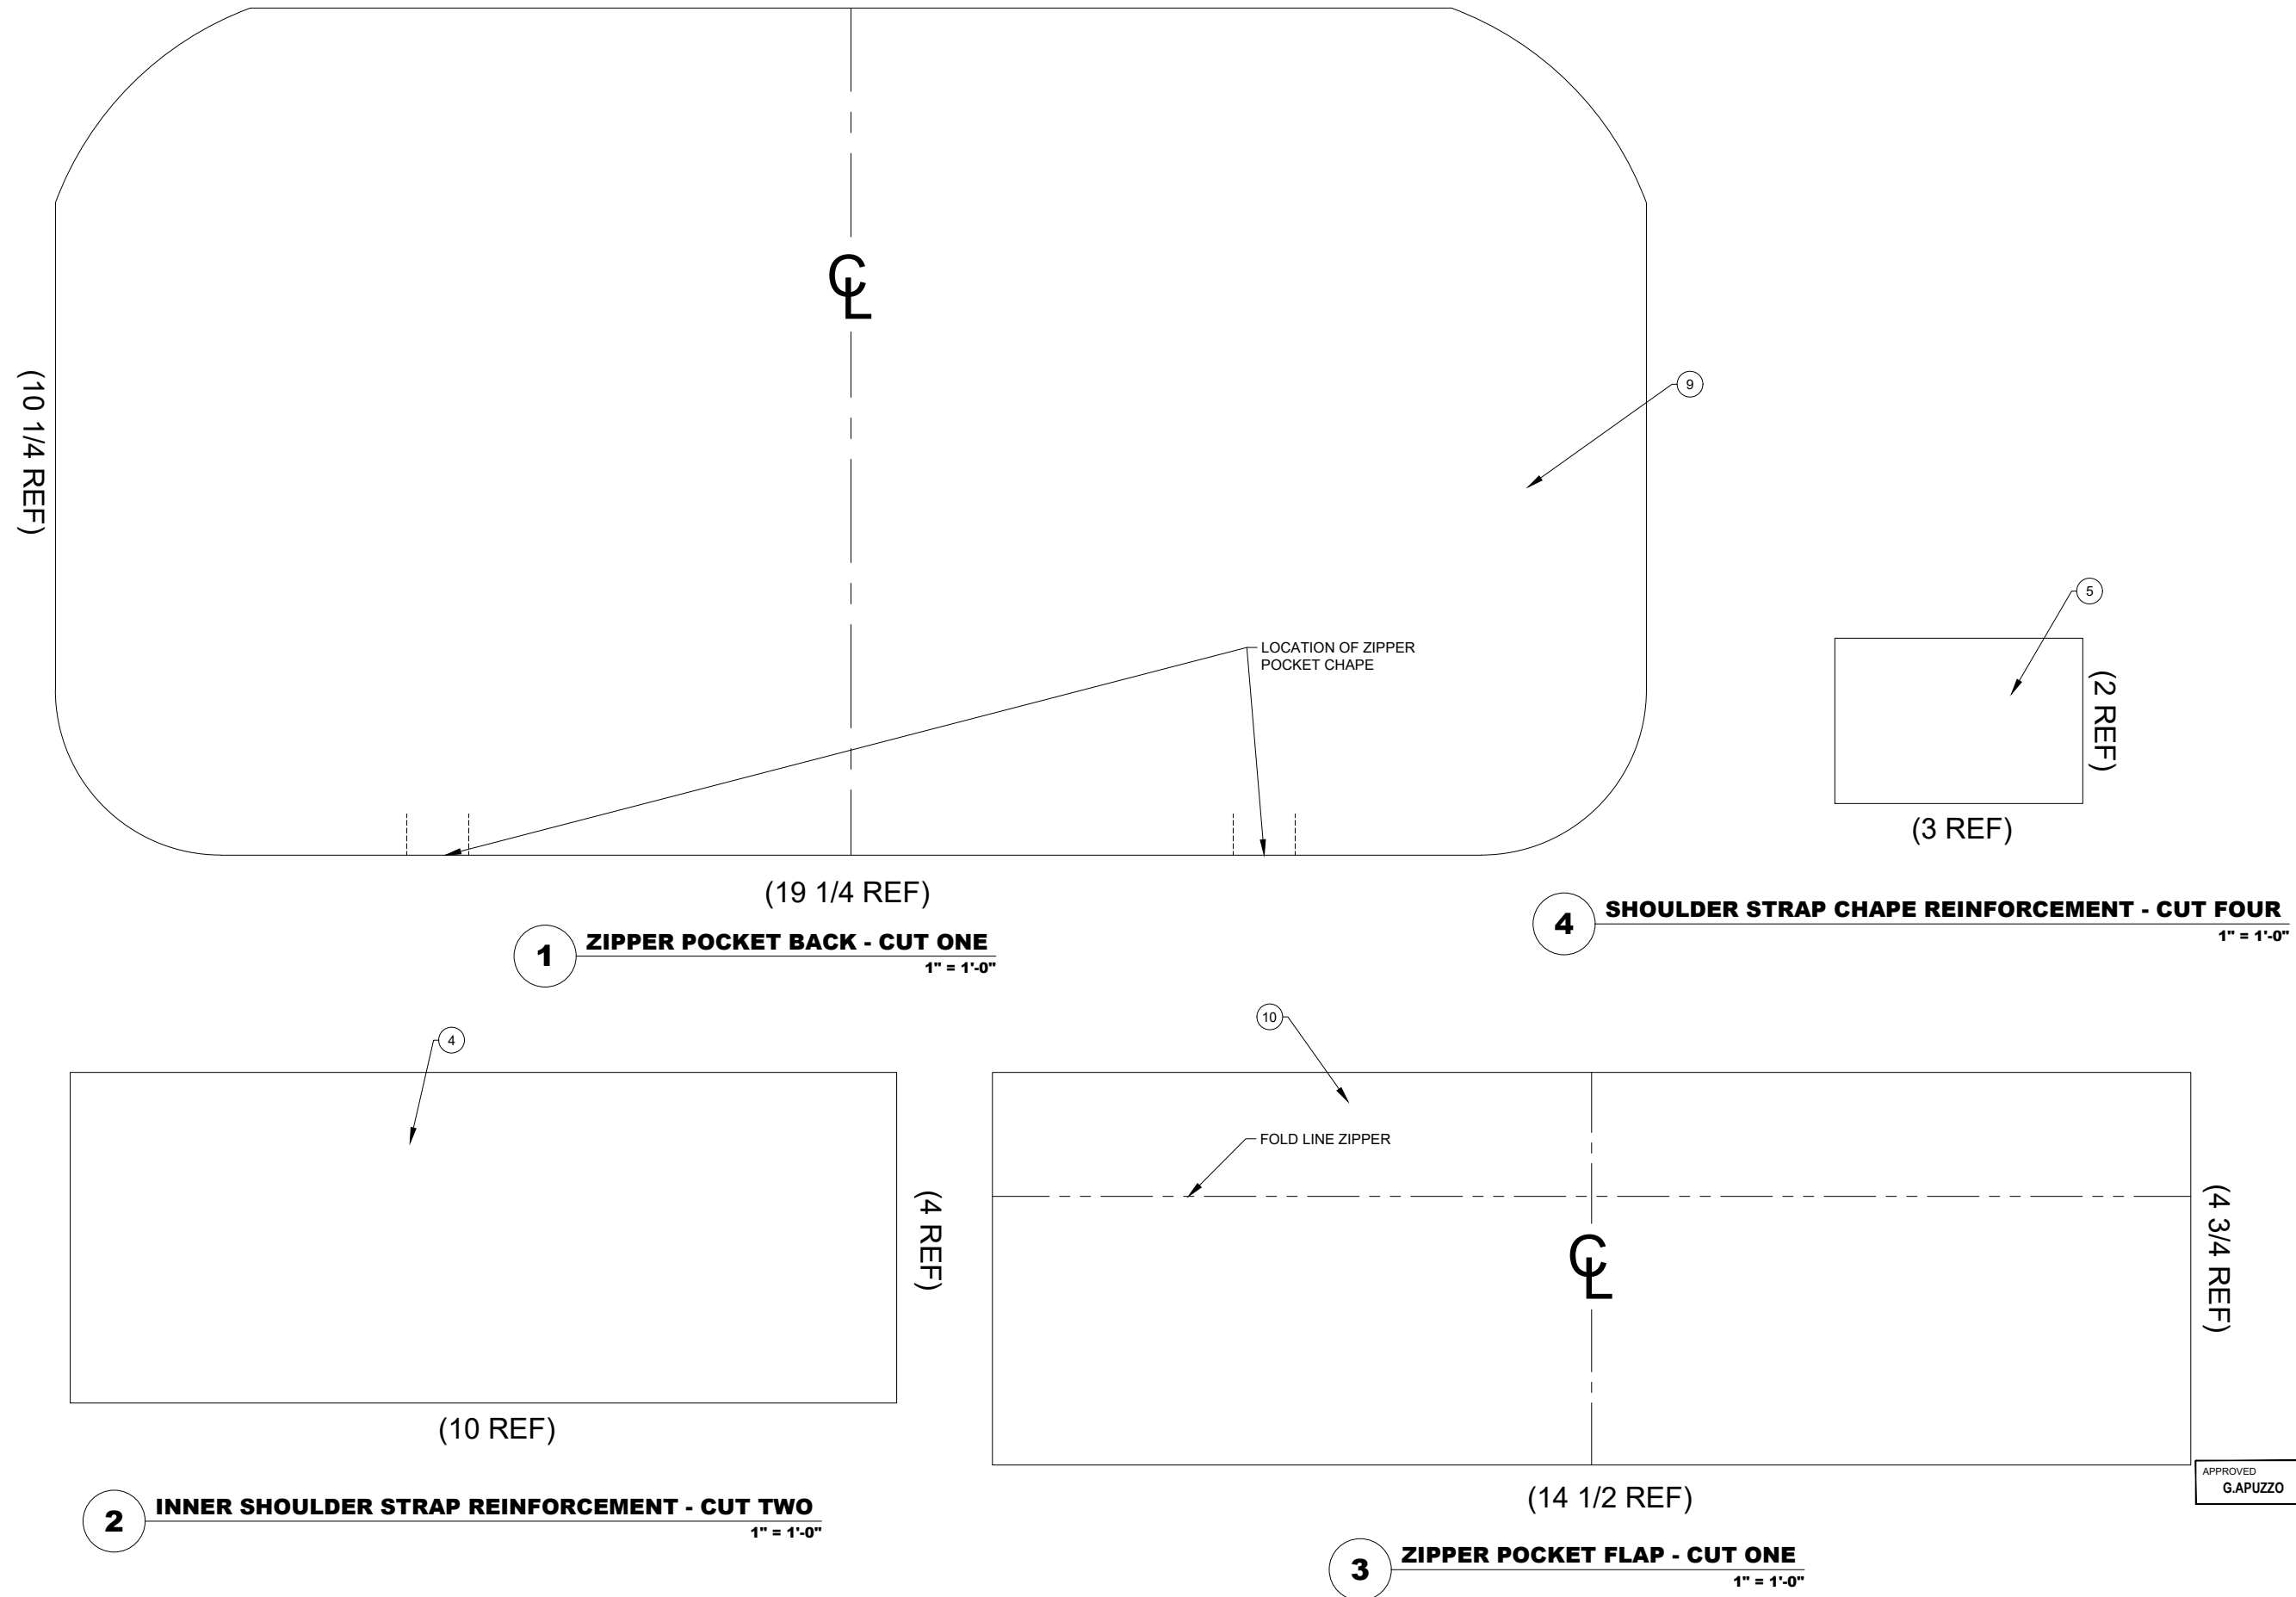 ℄
(10 1/4 REF)
9
LOCATION OF ZIPPER
POCKET CHAPE
(19 1/4 REF)
1
ZIPPER POCKET BACK - CUT ONE
1" = 1'-0"
5
(2 REF)
(3 REF)
4
SHOULDER STRAP CHAPE REINFORCEMENT - CUT FOUR
1" = 1'-0"
4
(4 REF)
(10 REF)
2
INNER SHOULDER STRAP REINFORCEMENT - CUT TWO
1" = 1'-0"
10
FOLD LINE ZIPPER
℄
(4 3/4 REF)
(14 1/2 REF)
3
ZIPPER POCKET FLAP - CUT ONE
1" = 1'-0"
APPROVED
G.APUZZO